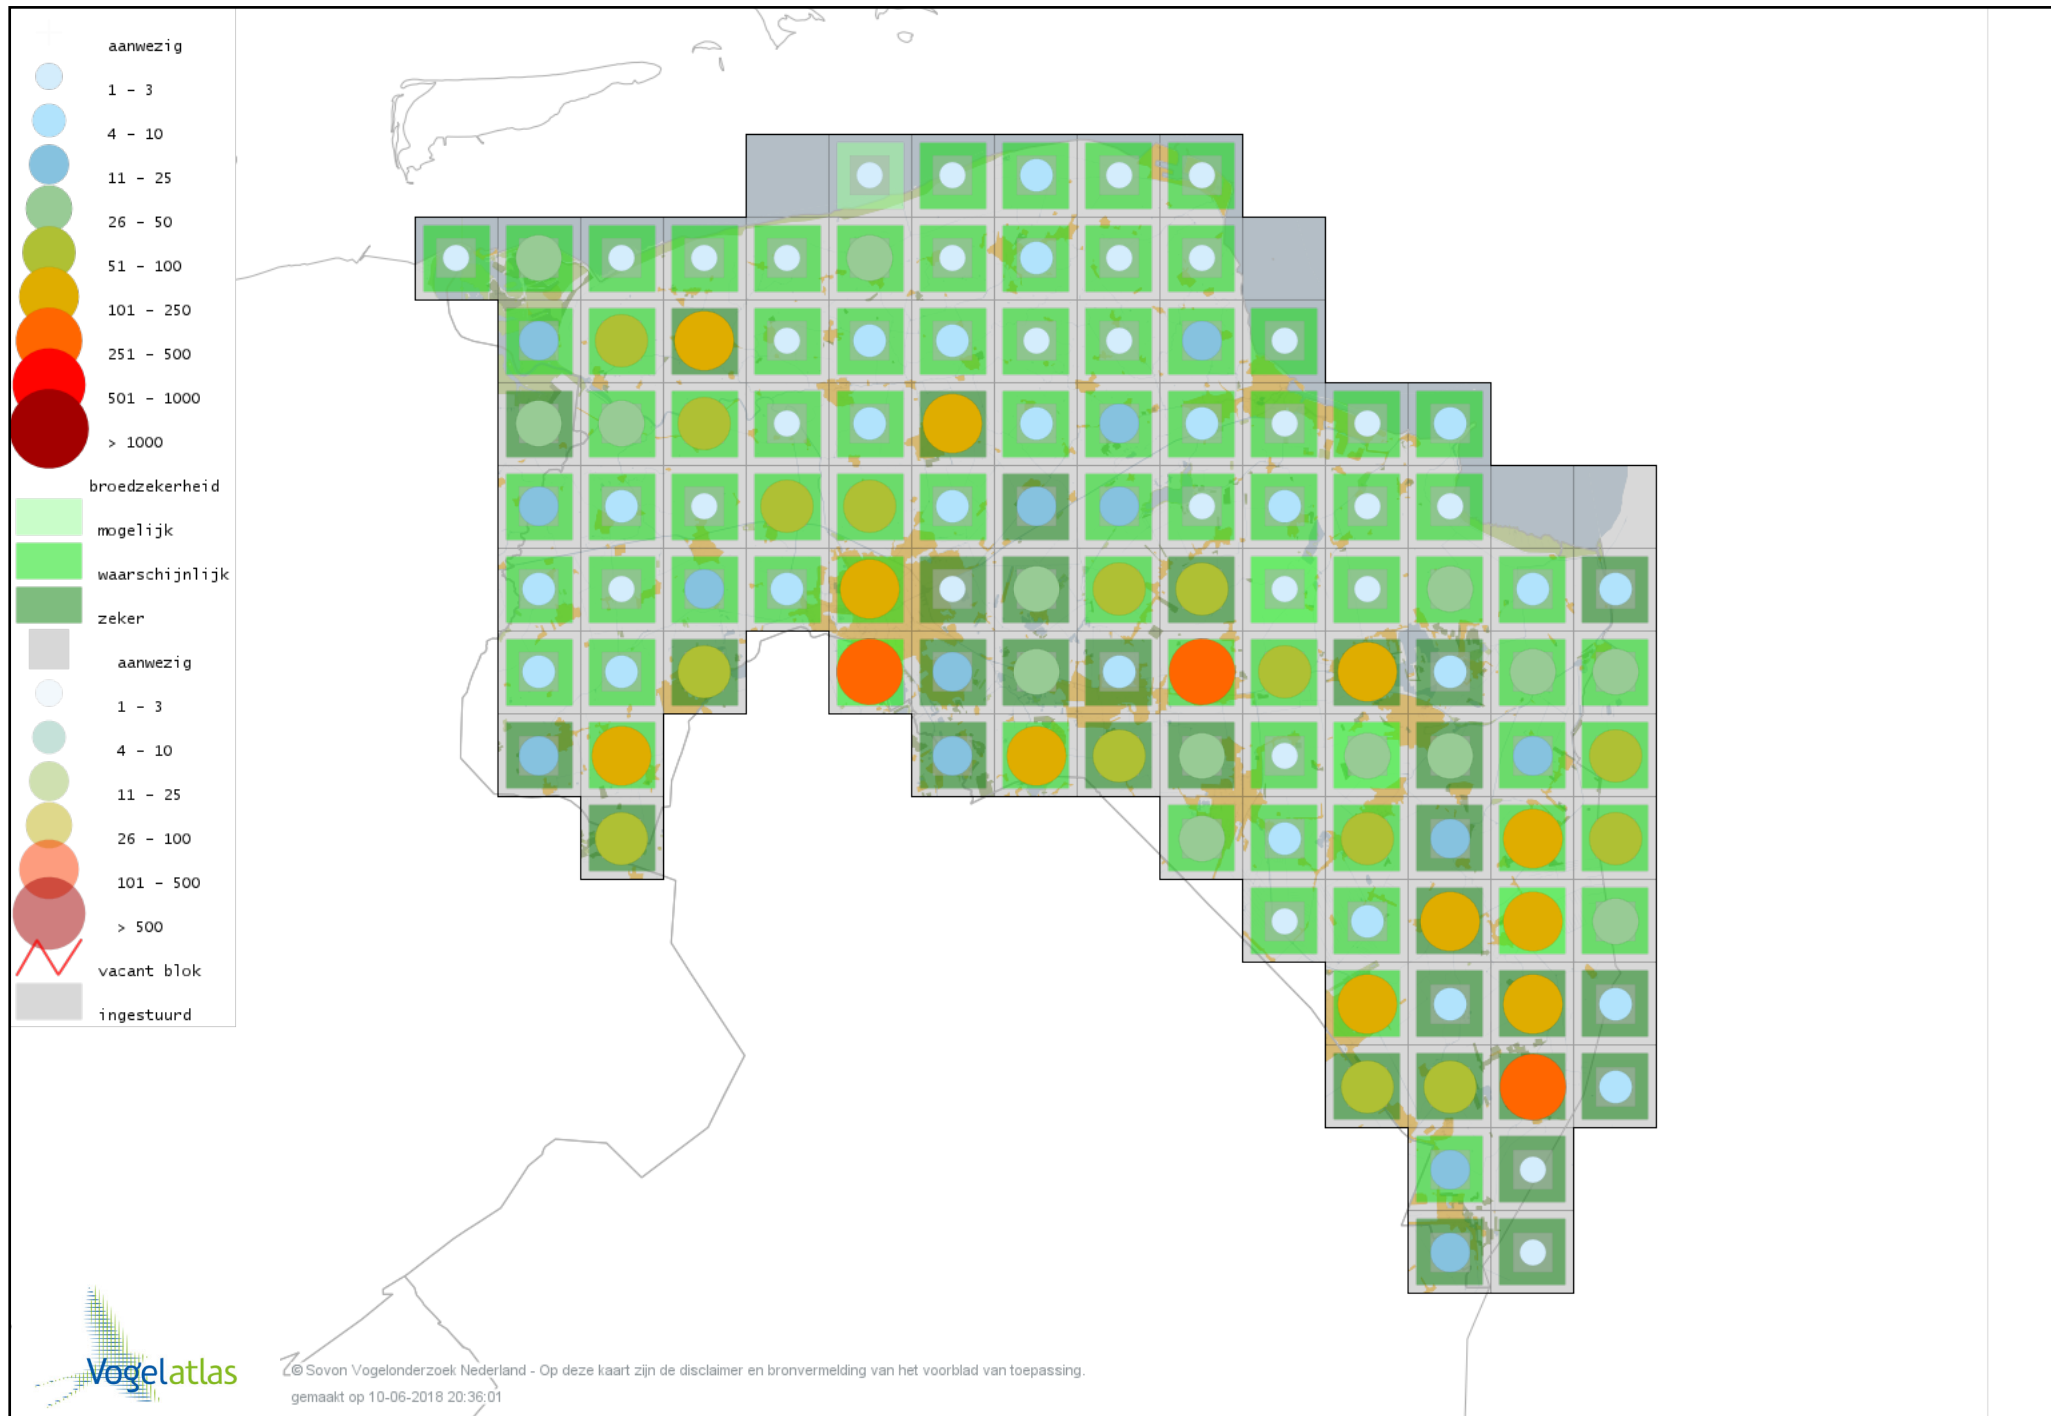 aanwezig
1 - 3
4 - 10
11 - 25
26 - 50
51 - 100
101 - 250
251 - 500
501 - 1000
> 1000
broedzekerheid
mogelijk
waarschijnlijk
zeker
aanwezig
1 - 3
4 - 10
11 - 25
26 - 100
101 - 500
> 500
vacant blok
ingestuurd
Vogelatlas
© Sovon Vogelonderzoek Nederland - Op deze kaart zijn de disclaimer en bronvermelding van het voorblad van toepassing.
gemaakt op 10-06-2018 20:36:01